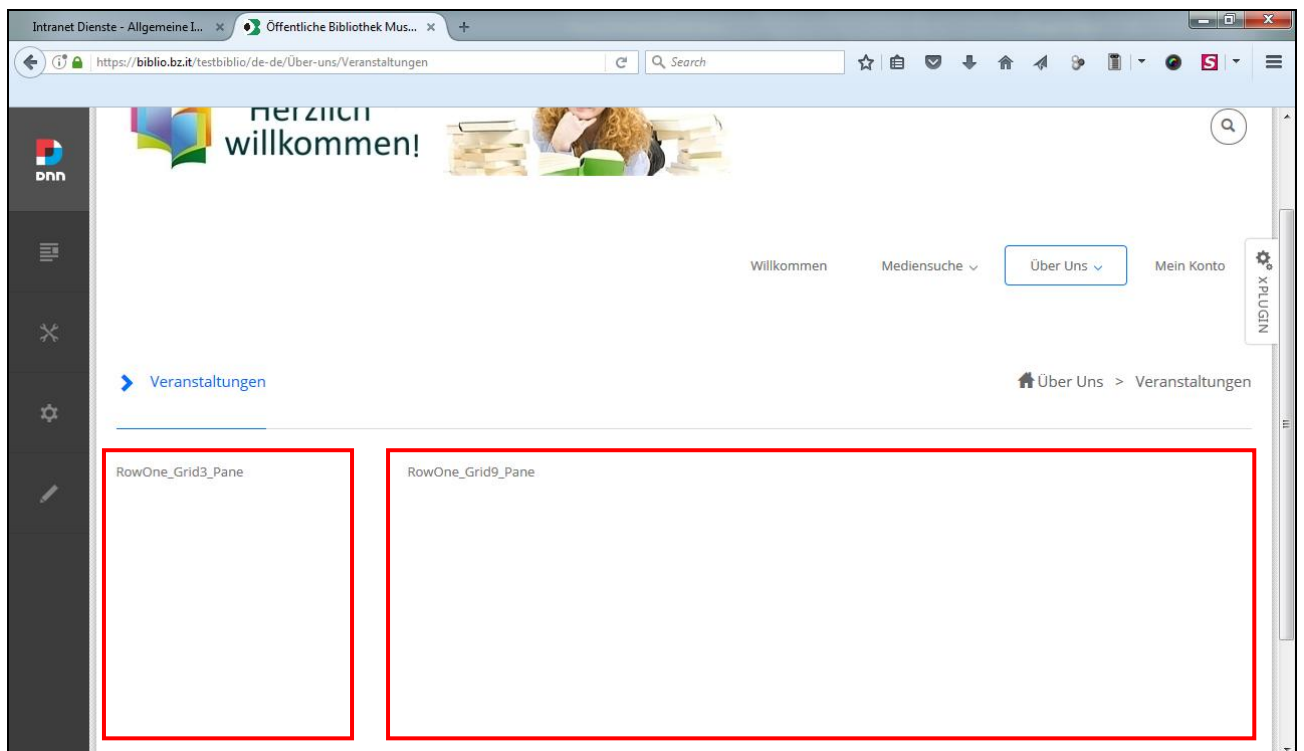 Intranet Dienste - Allgemeine I...
Öffentliche Bibliothek Mus...
https://biblio.bz.it/testbiblio/de-de/Über-uns/Veranstaltungen
Search
S
Herzlich
willkommen!
DNN
Willkommen
Mediensuche
Über Uns
Mein Konto
XPLUGIN
Veranstaltungen
Über Uns > Veranstaltungen
RowOne_Grid3_Pane
RowOne_Grid9_Pane